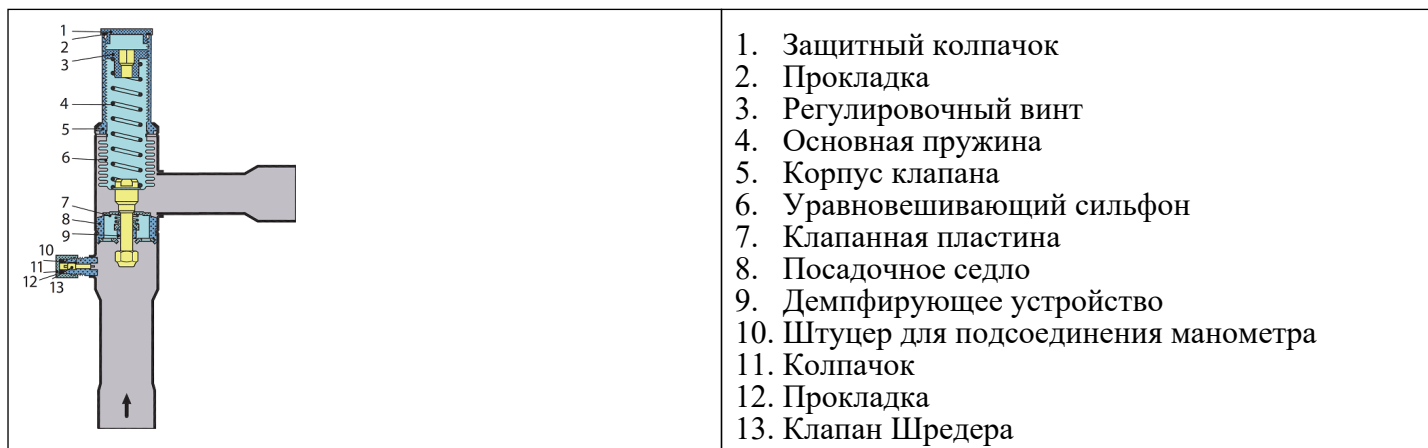 1
2
3
4
5
6
7
8
9
10
11
12
13
1. Защитный колпачок
2. Прокладка
3. Регулировочный винт
4. Основная пружина
5. Корпус клапана
6. Уравновешивающий сильфон
7. Клапанная пластина
8. Посадочное седло
9. Демпфирующее устройство
10. Штуцер для подсоединения манометра
11. Колпачок
12. Прокладка
13. Клапан Шредера